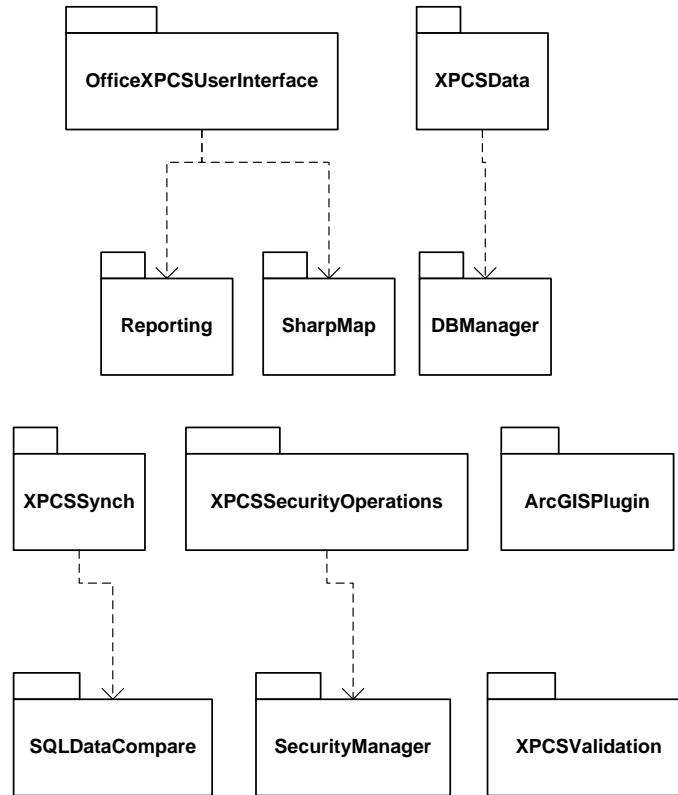 OfficeXPCSUserInterface
XPCSData
Reporting
SharpMap
DBManager
XPCSSynch
XPCSSecurityOperations
ArcGISPlugin
SQLDataCompare
SecurityManager
XPCSValidation